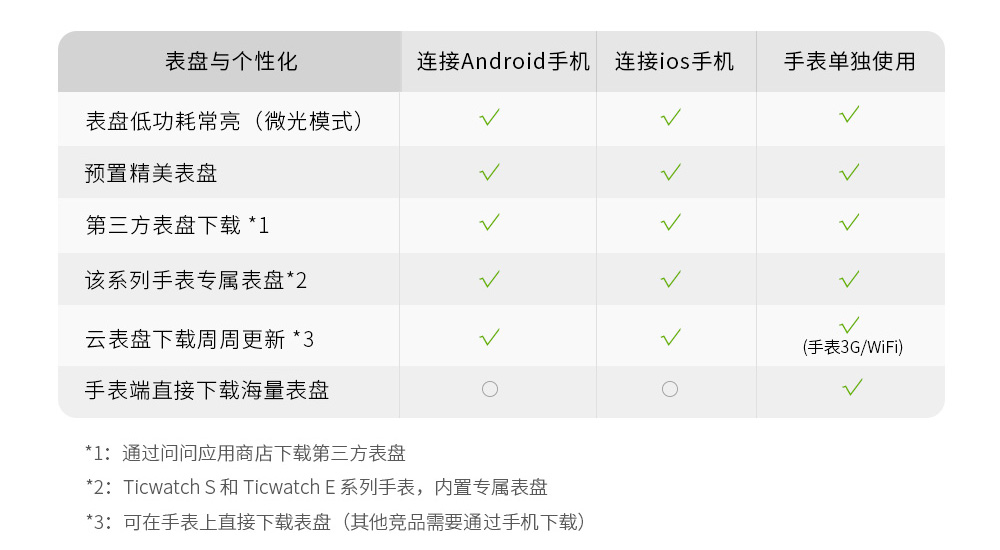 表盘与个性化 连接Android手机 连接ios手机 手表单独使用
表盘低功耗常亮（微光模式） √ √ √
预置精美表盘 √ √ √
第三方表盘下载 *1 √ √ √
该系列手表专属表盘*2 √ √ √
云表盘下载周周更新 *3 √ √ √
(手表3G/WiFi)
手表端直接下载海量表盘 ○ ○ √
*1：通过问问应用商店下载第三方表盘
*2：Ticwatch S 和 Ticwatch E 系列手表，内置专属表盘
*3：可在手表上直接下载表盘（其他竞品需要通过手机下载）